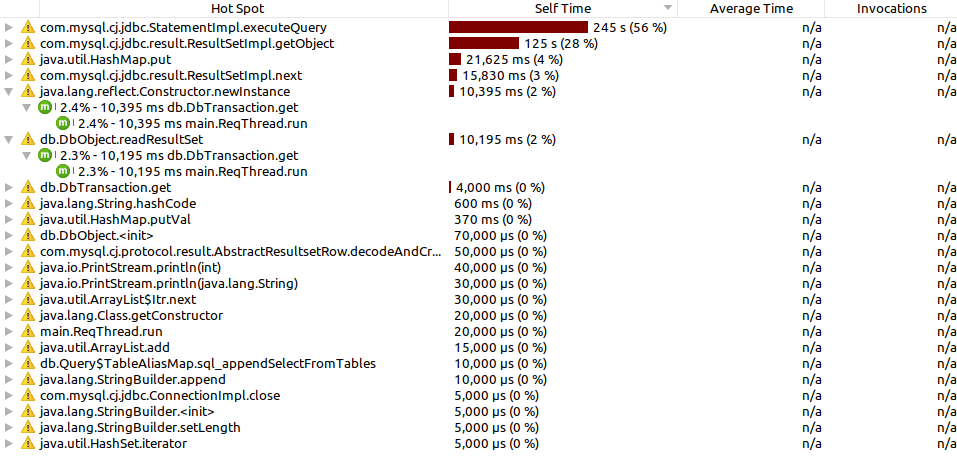 Hot Spot Self Time Average Time Invocations
com.mysql.cj.jdbc.StatementImpl.executeQuery 245 s (56 %) n/a n/a
com.mysql.cj.jdbc.result.ResultSetImpl.getObject 125 s (28 %) n/a n/a
java.util.HashMap.put 21,625 ms (4 %) n/a n/a
com.mysql.cj.jdbc.result.ResultSetImpl.next 15,830 ms (3 %) n/a n/a
java.lang.reflect.Constructor.newInstance 10,395 ms (2 %) n/a n/a
m 2.4% - 10,395 ms db.DbTransaction.get
m 2.4% - 10,395 ms main.ReqThread.run
db.DbObject.readResultSet 10,195 ms (2 %) n/a n/a
m 2.3% - 10,195 ms db.DbTransaction.get
m 2.3% - 10,195 ms main.ReqThread.run
db.DbTransaction.get 4,000 ms (0 %) n/a n/a
java.lang.String.hashCode 600 ms (0 %) n/a n/a
java.util.HashMap.putVal 370 ms (0 %) n/a n/a
db.DbObject.<init> 70,000 µs (0 %) n/a n/a
com.mysql.cj.protocol.result.AbstractResultsetRow.decodeAndCr... 50,000 µs (0 %) n/a n/a
java.io.PrintStream.println(int) 40,000 µs (0 %) n/a n/a
java.io.PrintStream.println(java.lang.String) 30,000 µs (0 %) n/a n/a
java.util.ArrayList$Itr.next 30,000 µs (0 %) n/a n/a
java.lang.Class.getConstructor 20,000 µs (0 %) n/a n/a
main.ReqThread.run 20,000 µs (0 %) n/a n/a
java.util.ArrayList.add 15,000 µs (0 %) n/a n/a
db.Query$TableAliasMap.sql_appendSelectFromTables 10,000 µs (0 %) n/a n/a
java.lang.StringBuilder.append 10,000 µs (0 %) n/a n/a
com.mysql.cj.jdbc.ConnectionImpl.close 5,000 µs (0 %) n/a n/a
java.lang.StringBuilder.<init> 5,000 µs (0 %) n/a n/a
java.lang.StringBuilder.setLength 5,000 µs (0 %) n/a n/a
java.util.HashSet.iterator 5,000 µs (0 %) n/a n/a